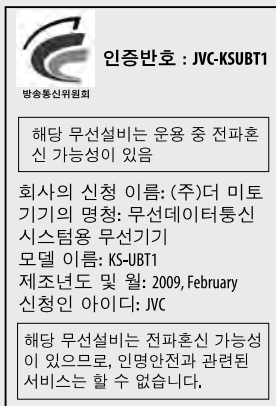 인증번호 : JVC-KSUBT1
방송통신위원회
해당 무선설비는 운용 중 전파혼
신 가능성이 있음
회사의 신청 이름: (주)더 미토
기기의 명청: 무선데이터통신
시스템용 무선기기
모델 이름: KS-UBT1
제조년도 및 월: 2009, February
신청인 아이디: JVC
해당 무선설비는 전파혼신 가능성
이 있으므로, 인명안전과 관련된
서비스는 할 수 없습니다.